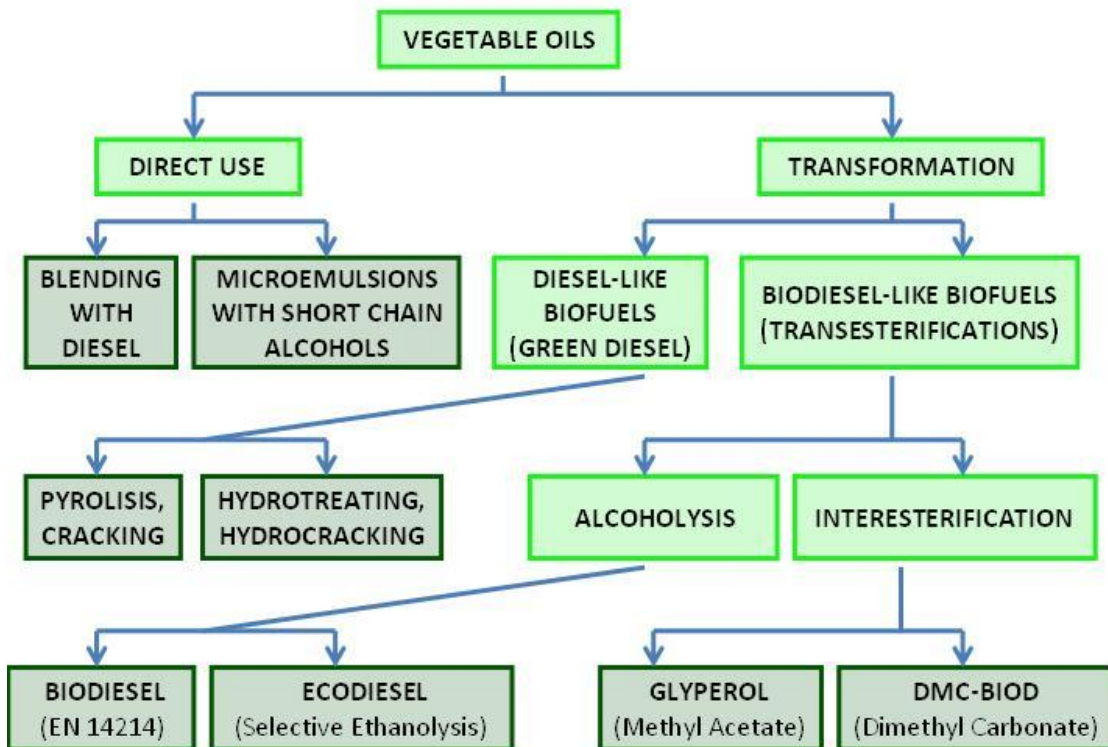 VEGETABLE OILS
DIRECT USE
TRANSFORMATION
BLENDING
WITH
DIESEL
MICROEMULSIONS
WITH SHORT CHAIN
ALCOHOLS
DIESEL-LIKE
BIOFUELS
(GREEN DIESEL)
BIODIESEL-LIKE BIOFUELS
(TRANSESTERIFICATIONS)
PYROLISIS,
CRACKING
HYDROTREATING,
HYDROCRACKING
ALCOHOLYSIS
INTERESTERIFICATION
BIODIESEL
(EN 14214)
ECODIESEL
(Selective Ethanolysis)
GLYPEROL
(Methyl Acetate)
DMC-BIOD
(Dimethyl Carbonate)